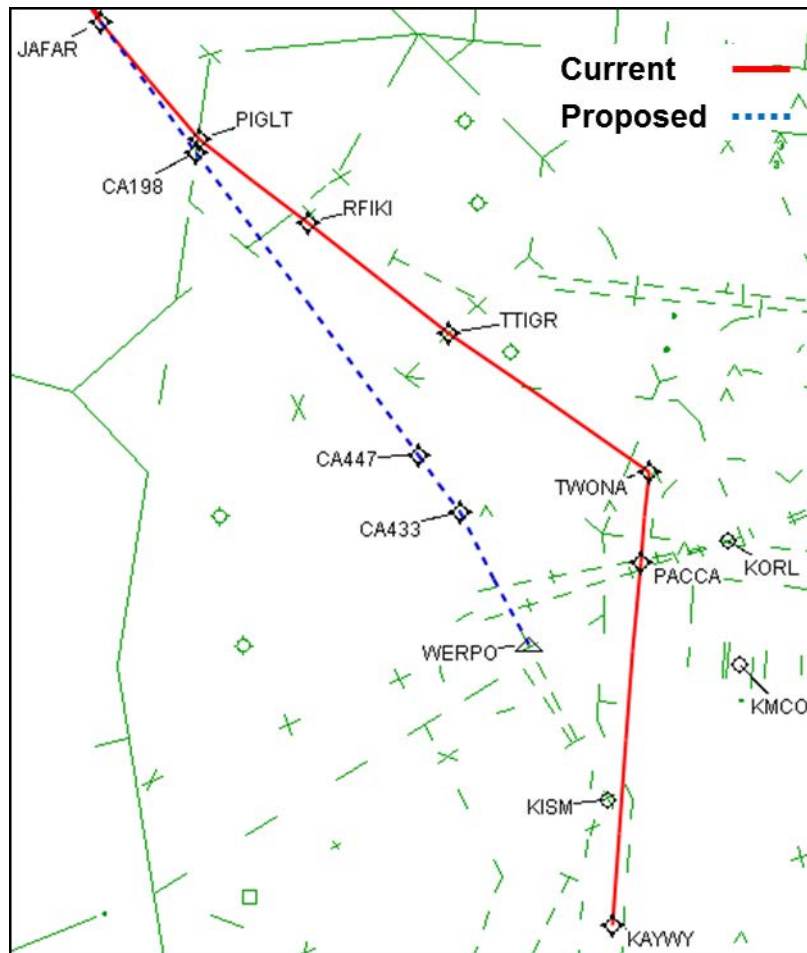 JAFAR
Current
Proposed
PIGLT
CA198
RFIKI
TTIGR
CA447
TWONA
CA433
KORL
PACCA
WERPO
KMCO
KISM
KAYWY